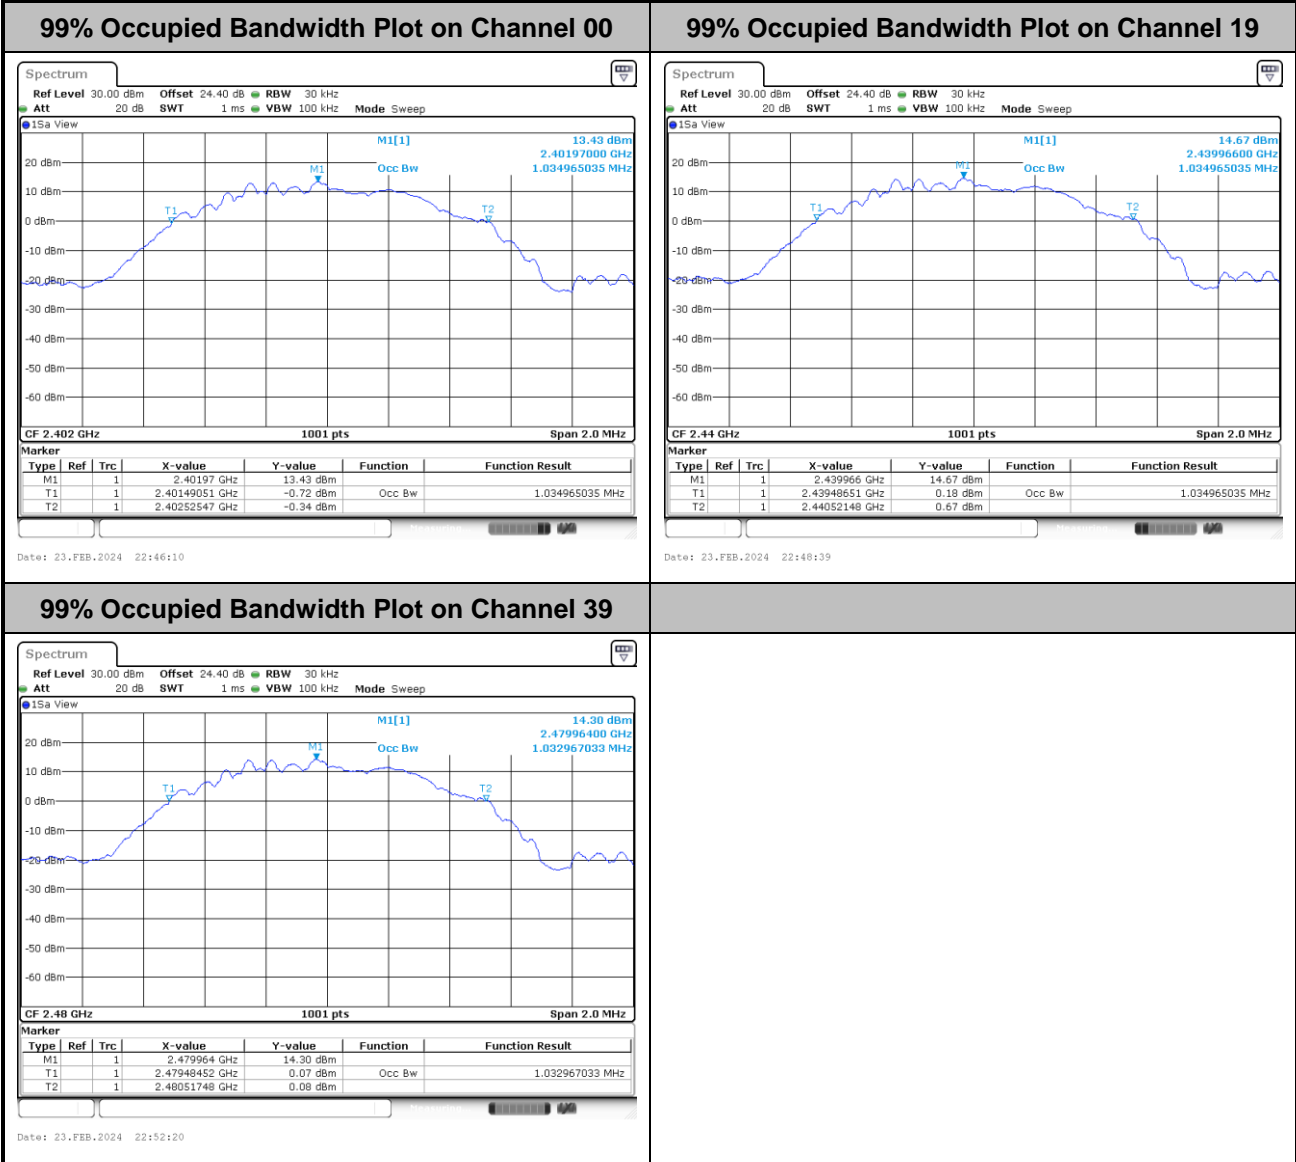 99% Occupied Bandwidth Plot on Channel 00
Spectrum
Ref Level 30.00 dBm Offset 24.40 dB RBW 30 kHz
Att 20 dB SWT 1 ms VBW 100 kHz Mode Sweep
1Sa View
M1[1] 13.43 dBm
2.40197000 GHz
Occ Bw 1.034965035 MHz
M1
T1
T2
20 dBm
10 dBm
0 dBm
-10 dBm
-20 dBm
-30 dBm
-40 dBm
-50 dBm
-60 dBm
CF 2.402 GHz 1001 pts Span 2.0 MHz
Marker
Type Ref Trc X-value Y-value Function Function Result
M1 1 2.40197 GHz 13.43 dBm
T1 1 2.40149051 GHz -0.72 dBm Occ Bw 1.034965035 MHz
T2 1 2.40252547 GHz -0.34 dBm
Date: 23.FEB.2024 22:46:10
99% Occupied Bandwidth Plot on Channel 19
Spectrum
Ref Level 30.00 dBm Offset 24.40 dB RBW 30 kHz
Att 20 dB SWT 1 ms VBW 100 kHz Mode Sweep
1Sa View
M1[1] 14.67 dBm
2.43996600 GHz
Occ Bw 1.034965035 MHz
M1
T1
T2
20 dBm
10 dBm
0 dBm
-10 dBm
-20 dBm
-30 dBm
-40 dBm
-50 dBm
-60 dBm
CF 2.44 GHz 1001 pts Span 2.0 MHz
Marker
Type Ref Trc X-value Y-value Function Function Result
M1 1 2.439966 GHz 14.67 dBm
T1 1 2.43948651 GHz 0.18 dBm Occ Bw 1.034965035 MHz
T2 1 2.44052148 GHz 0.67 dBm
Date: 23.FEB.2024 22:48:39
99% Occupied Bandwidth Plot on Channel 39
Spectrum
Ref Level 30.00 dBm Offset 24.40 dB RBW 30 kHz
Att 20 dB SWT 1 ms VBW 100 kHz Mode Sweep
1Sa View
M1[1] 14.30 dBm
2.47996400 GHz
Occ Bw 1.032967033 MHz
M1
T1
T2
20 dBm
10 dBm
0 dBm
-10 dBm
-20 dBm
-30 dBm
-40 dBm
-50 dBm
-60 dBm
CF 2.48 GHz 1001 pts Span 2.0 MHz
Marker
Type Ref Trc X-value Y-value Function Function Result
M1 1 2.479964 GHz 14.30 dBm
T1 1 2.47948452 GHz 0.07 dBm Occ Bw 1.032967033 MHz
T2 1 2.48051748 GHz 0.08 dBm
Date: 23.FEB.2024 22:52:20